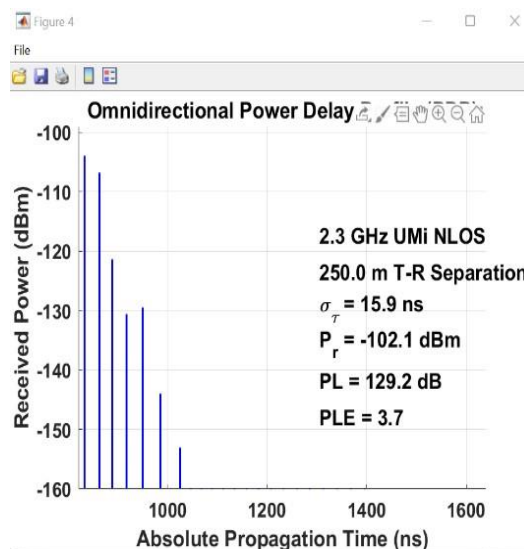 Figure 4
File
Omnidirectional Power Delay
-100
-110
-120
-130
-140
-150
-160
Received Power (dBm)
2.3 GHz UMi NLOS
250.0 m T-R Separation
σ_τ = 15.9 ns
P_r = -102.1 dBm
PL = 129.2 dB
PLE = 3.7
1000 1200 1400 1600
Absolute Propagation Time (ns)